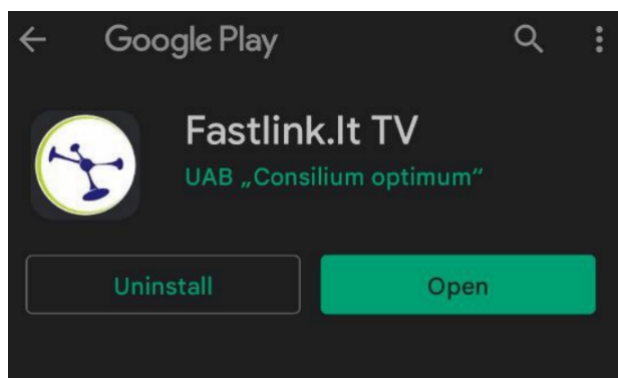 Google Play
Fastlink.lt TV
UAB „Consilium optimum“
Uninstall
Open